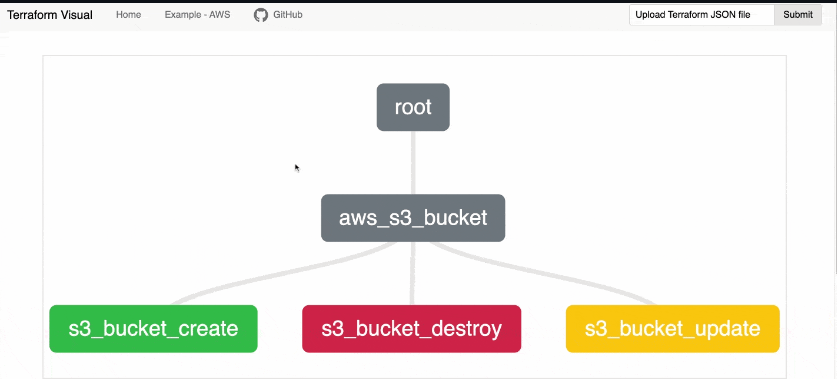 Terraform Visual Home Example - AWS GitHub Upload Terraform JSON file Submit
root
aws_s3_bucket
s3_bucket_create s3_bucket_destroy s3_bucket_update